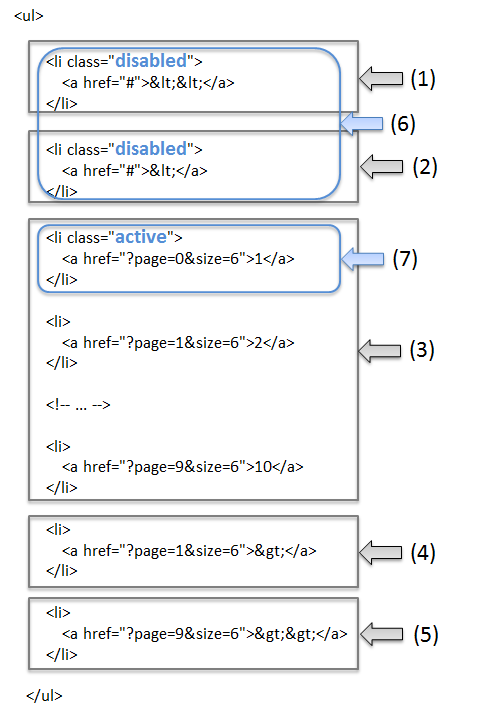 <ul>
<li class="disabled">
<a href="#">&lt;&lt;</a>
</li>
(1)
(6)
<li class="disabled">
<a href="#">&lt;</a>
</li>
(2)
<li class="active">
<a href="?page=0&size=6">1</a>
</li>
(7)
<li>
<a href="?page=1&size=6">2</a>
</li>
(3)
<!-- ... -->
<li>
<a href="?page=9&size=6">10</a>
</li>
<li>
<a href="?page=1&size=6">&gt;</a>
</li>
(4)
<li>
<a href="?page=9&size=6">&gt;&gt;</a>
</li>
(5)
</ul>